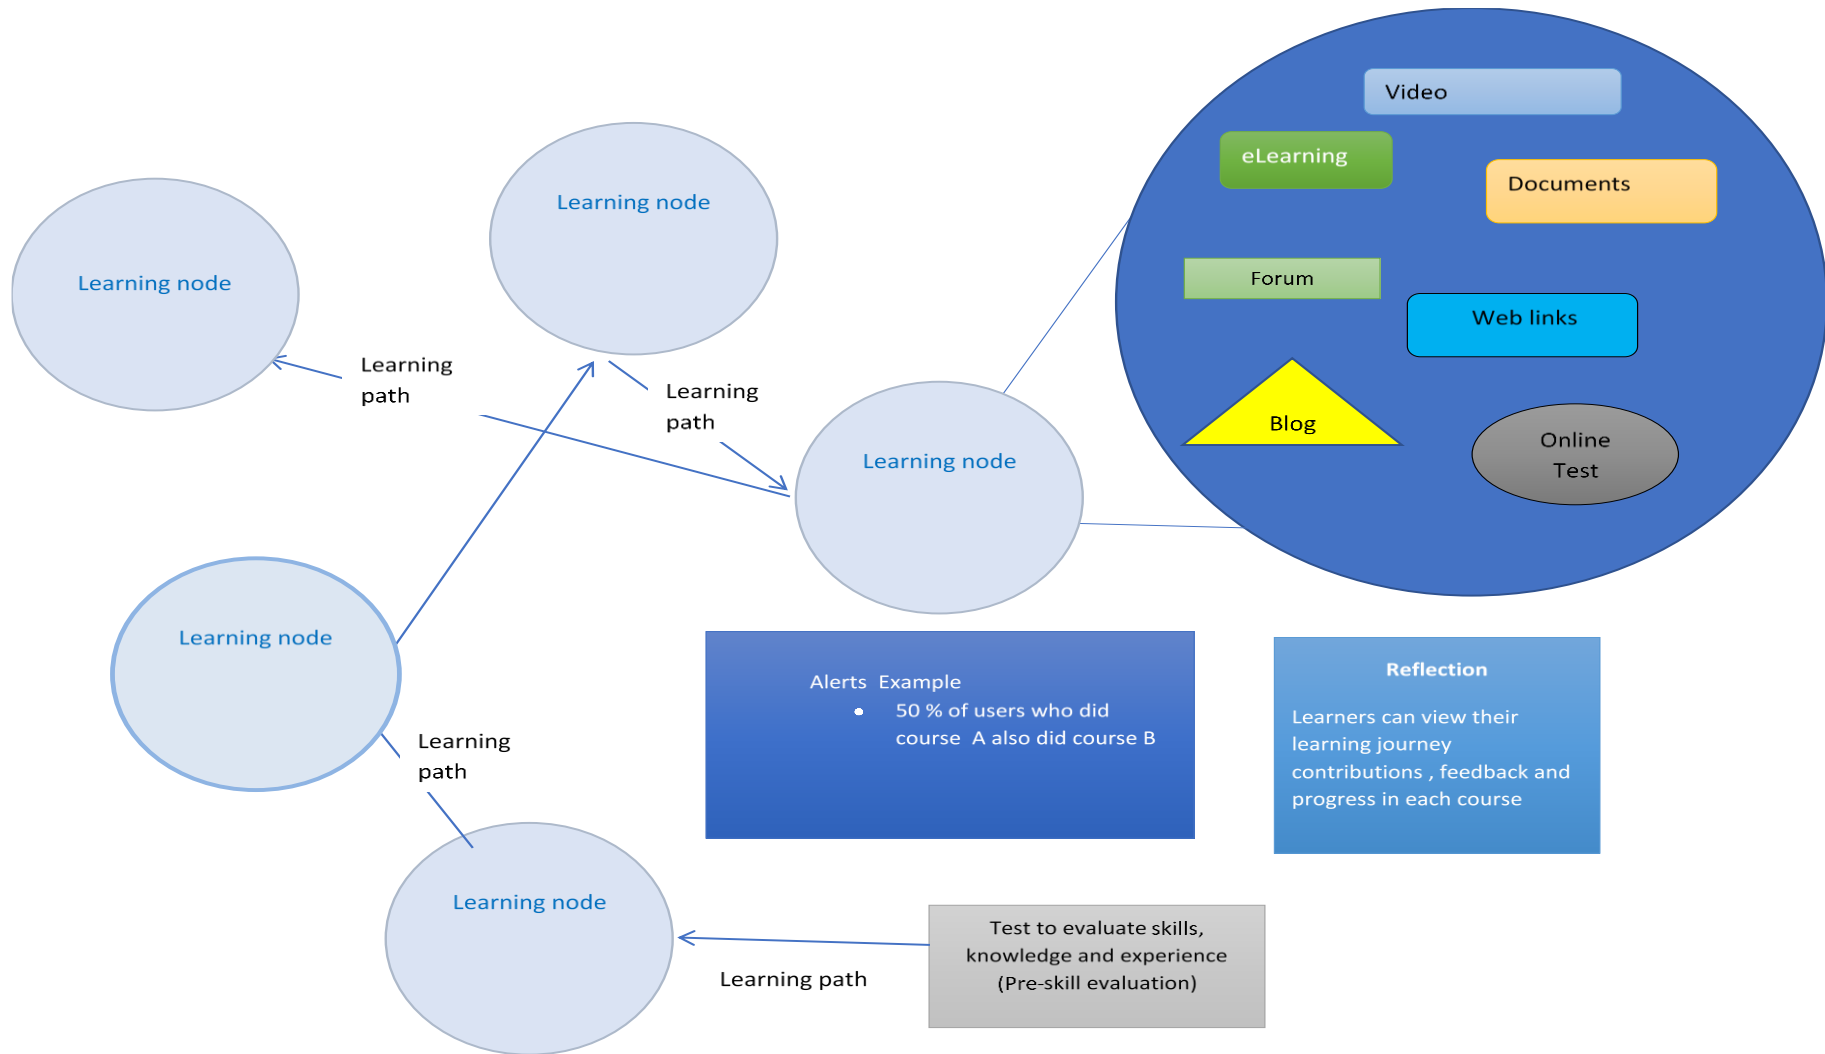 Video
eLearning
Documents
Learning node
Learning node
Forum
Web links
Learning
path
Learning
path
Blog
Online
Test
Learning node
Learning node
Alerts  Example
• 50 % of users who did
course  A also did course B
Reflection
Learners can view their
learning journey
contributions , feedback and
progress in each course
Learning
path
Learning node
Test to evaluate skills,
knowledge and experience
(Pre-skill evaluation)
Learning path